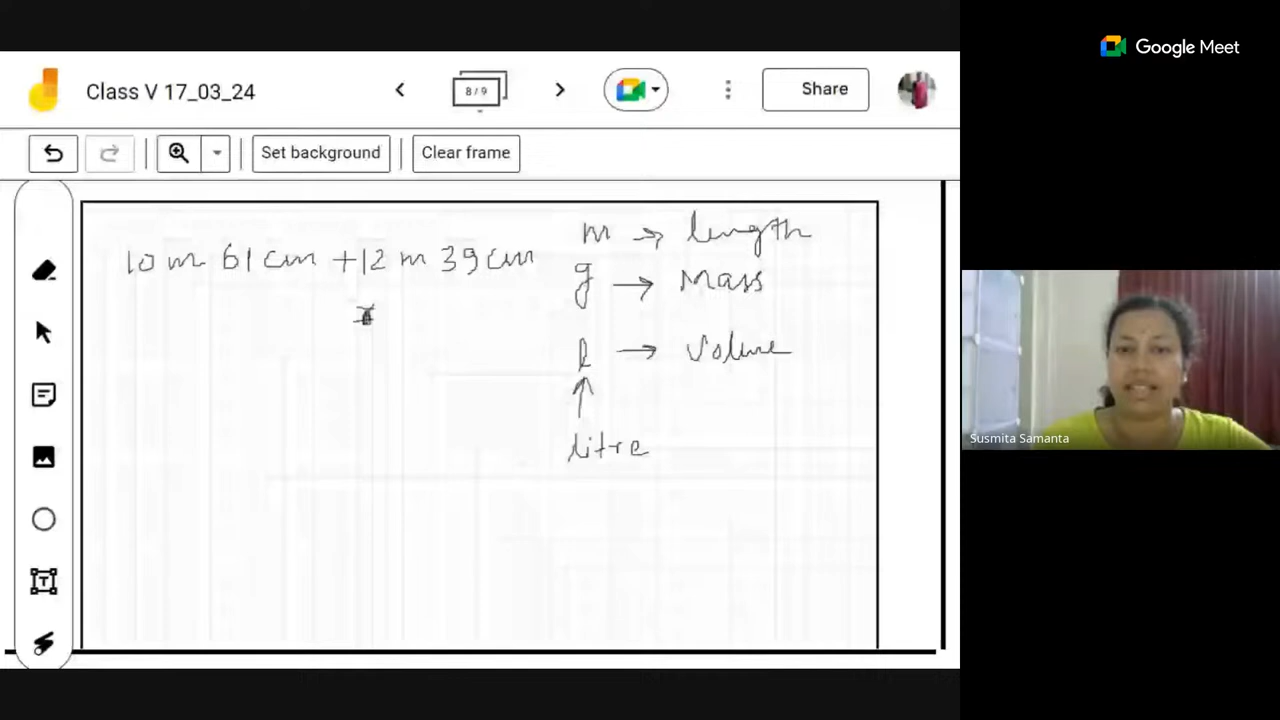 Google Meet
Class V 17_03_24
8 / 9
Share
Set background
Clear frame
10 m 61 cm + 12 m 39 cm
m → length
g → Mass
l → Volume
↑
litre
T
Susmita Samanta